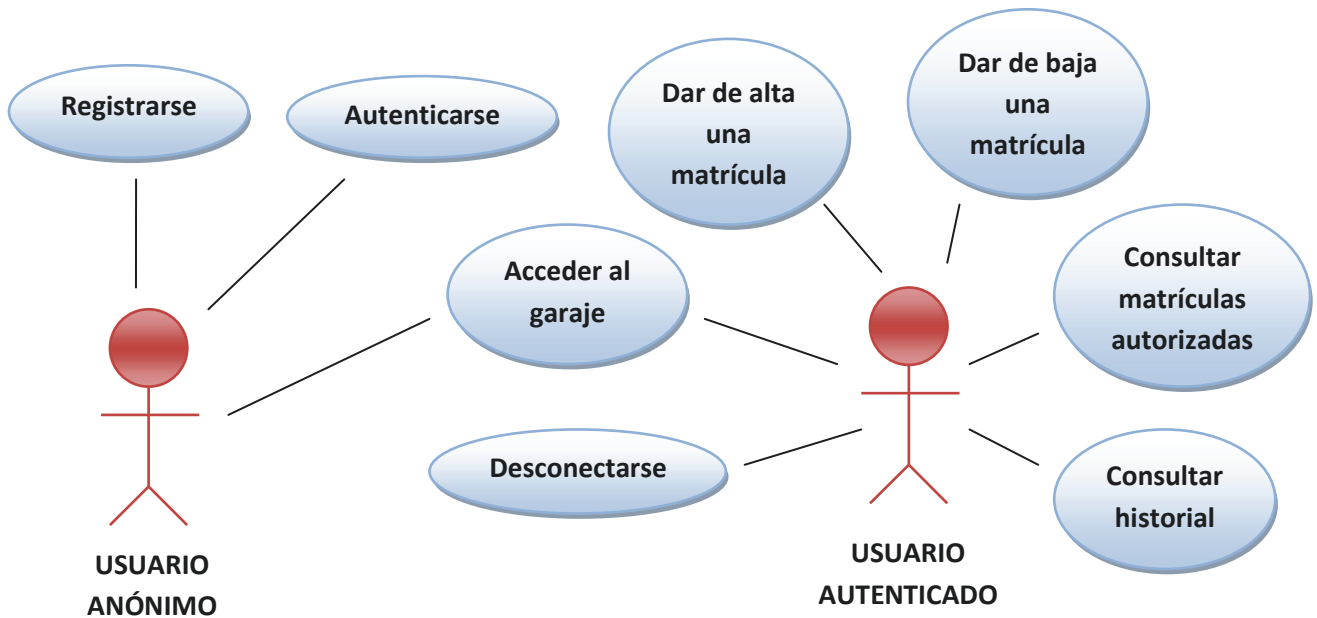 Registrarse
Autenticarse
Dar de alta
una
matrícula
Dar de baja
una
matrícula
Acceder al
garaje
Consultar
matrículas
autorizadas
Desconectarse
Consultar
historial
USUARIO
ANÓNIMO
USUARIO
AUTENTICADO